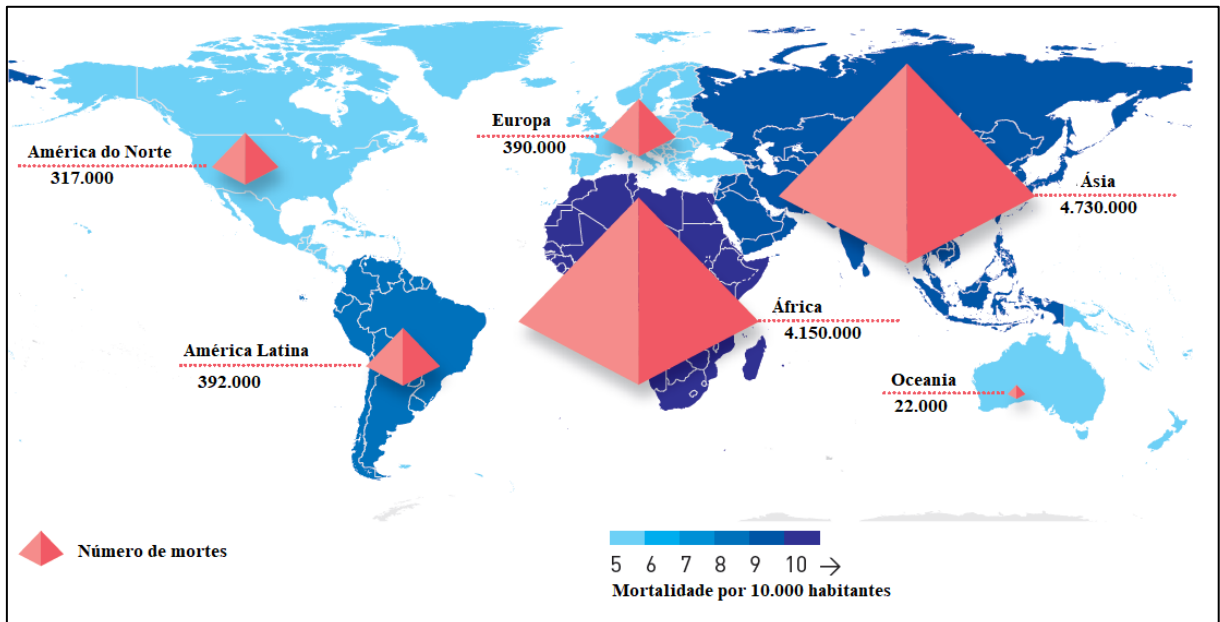 Europa
390.000
América do Norte
317.000
Ásia
4.730.000
África
4.150.000
América Latina
392.000
Oceania
22.000
Número de mortes
5 6 7 8 9 10 →
Mortalidade por 10.000 habitantes